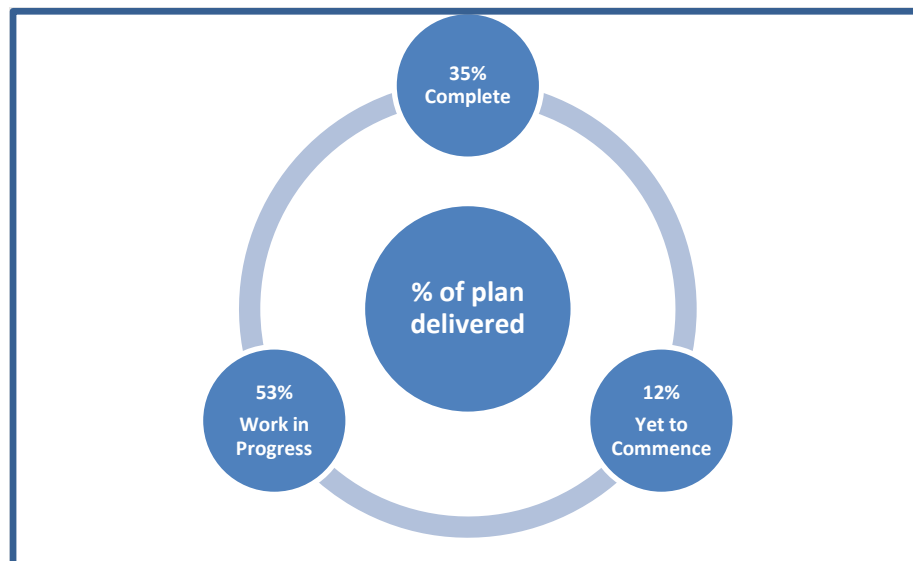 35%
Complete
% of plan
delivered
53%
Work in
Progress
12%
Yet to
Commence